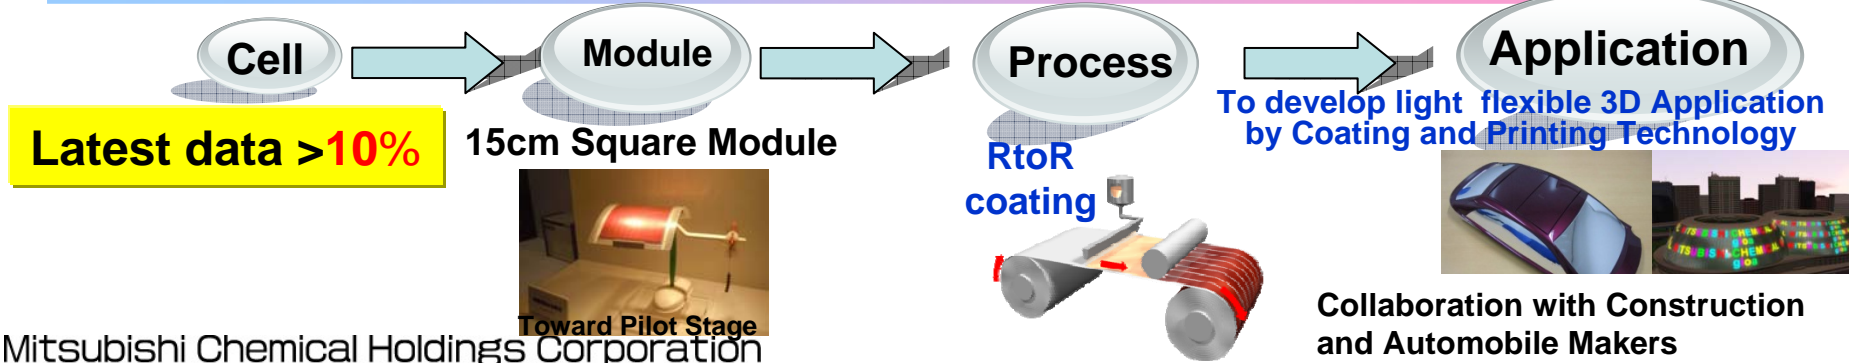 Cell
Module
Process
Application
Latest data >10%
15cm Square Module
Toward Pilot Stage
RtoR
coating
To develop light flexible 3D Application
by Coating and Printing Technology
Collaboration with Construction
and Automobile Makers
Mitsubishi Chemical Holdings Corporation